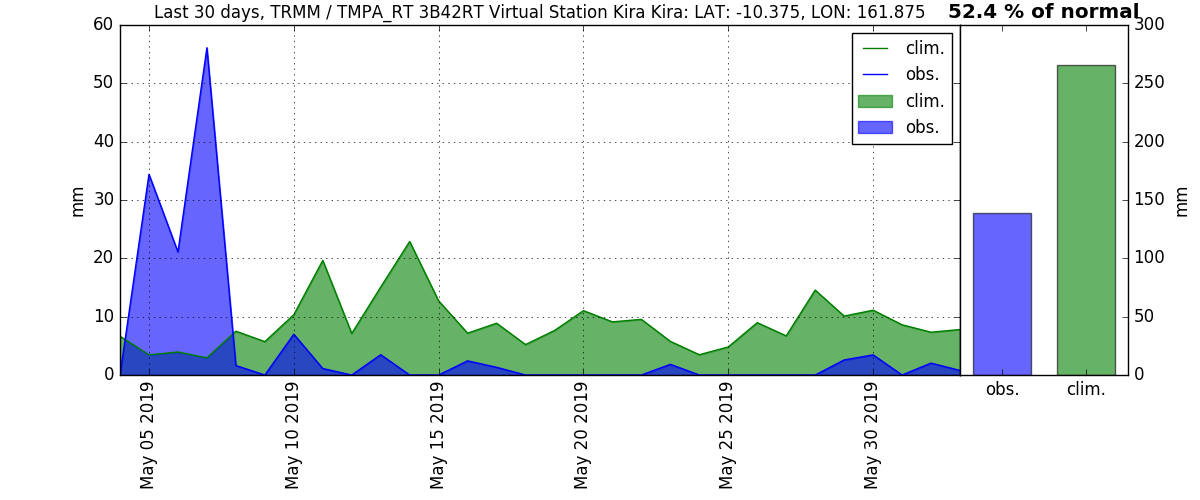 Last 30 days, TRMM / TMPA_RT 3B42RT Virtual Station Kira Kira: LAT: -10.375, LON: 161.875
52.4 % of normal
60
50
40
30
20
10
0
mm
clim.
obs.
clim.
obs.
May 05 2019
May 10 2019
May 15 2019
May 20 2019
May 25 2019
May 30 2019
300
250
200
150
100
50
0
mm
obs.
clim.